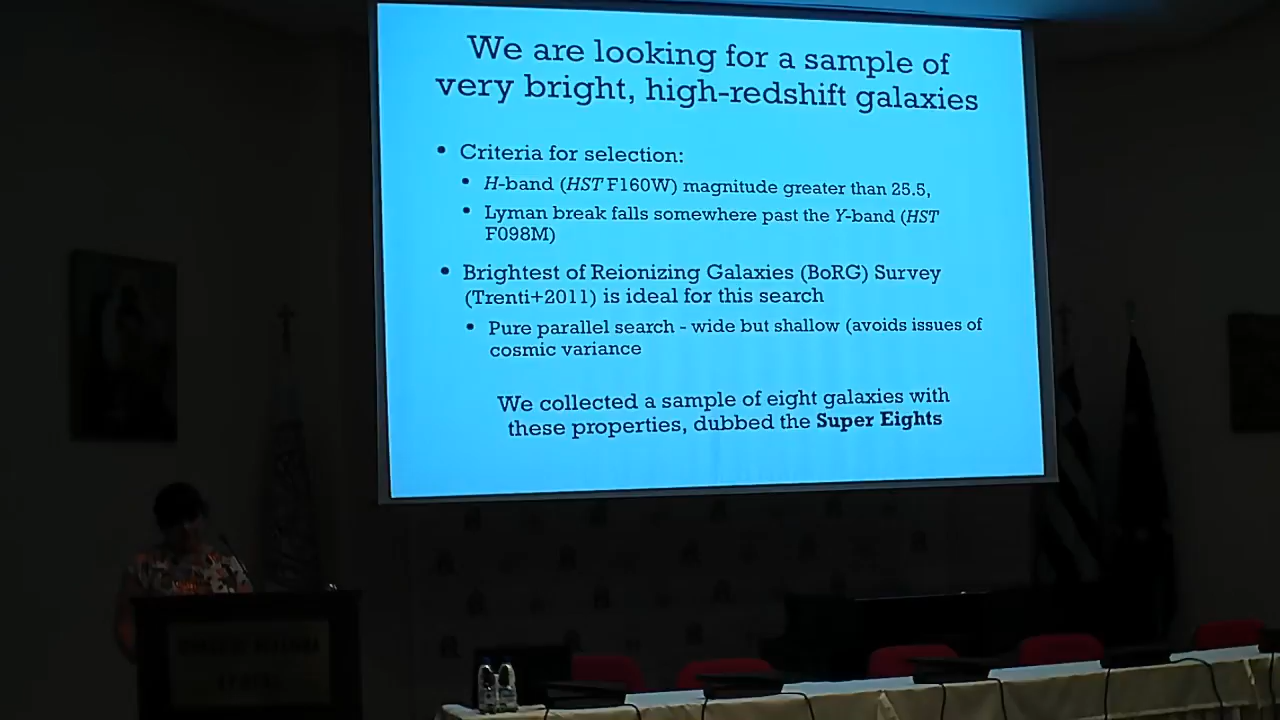 We are looking for a sample of
very bright, high-redshift galaxies
• Criteria for selection:
• H-band (HST F160W) magnitude greater than 25.5,
• Lyman break falls somewhere past the Y-band (HST
F098M)
• Brightest of Reionizing Galaxies (BoRG) Survey
(Trenti+2011) is ideal for this search
• Pure parallel search - wide but shallow (avoids issues of
cosmic variance
We collected a sample of eight galaxies with
these properties, dubbed the Super Eights